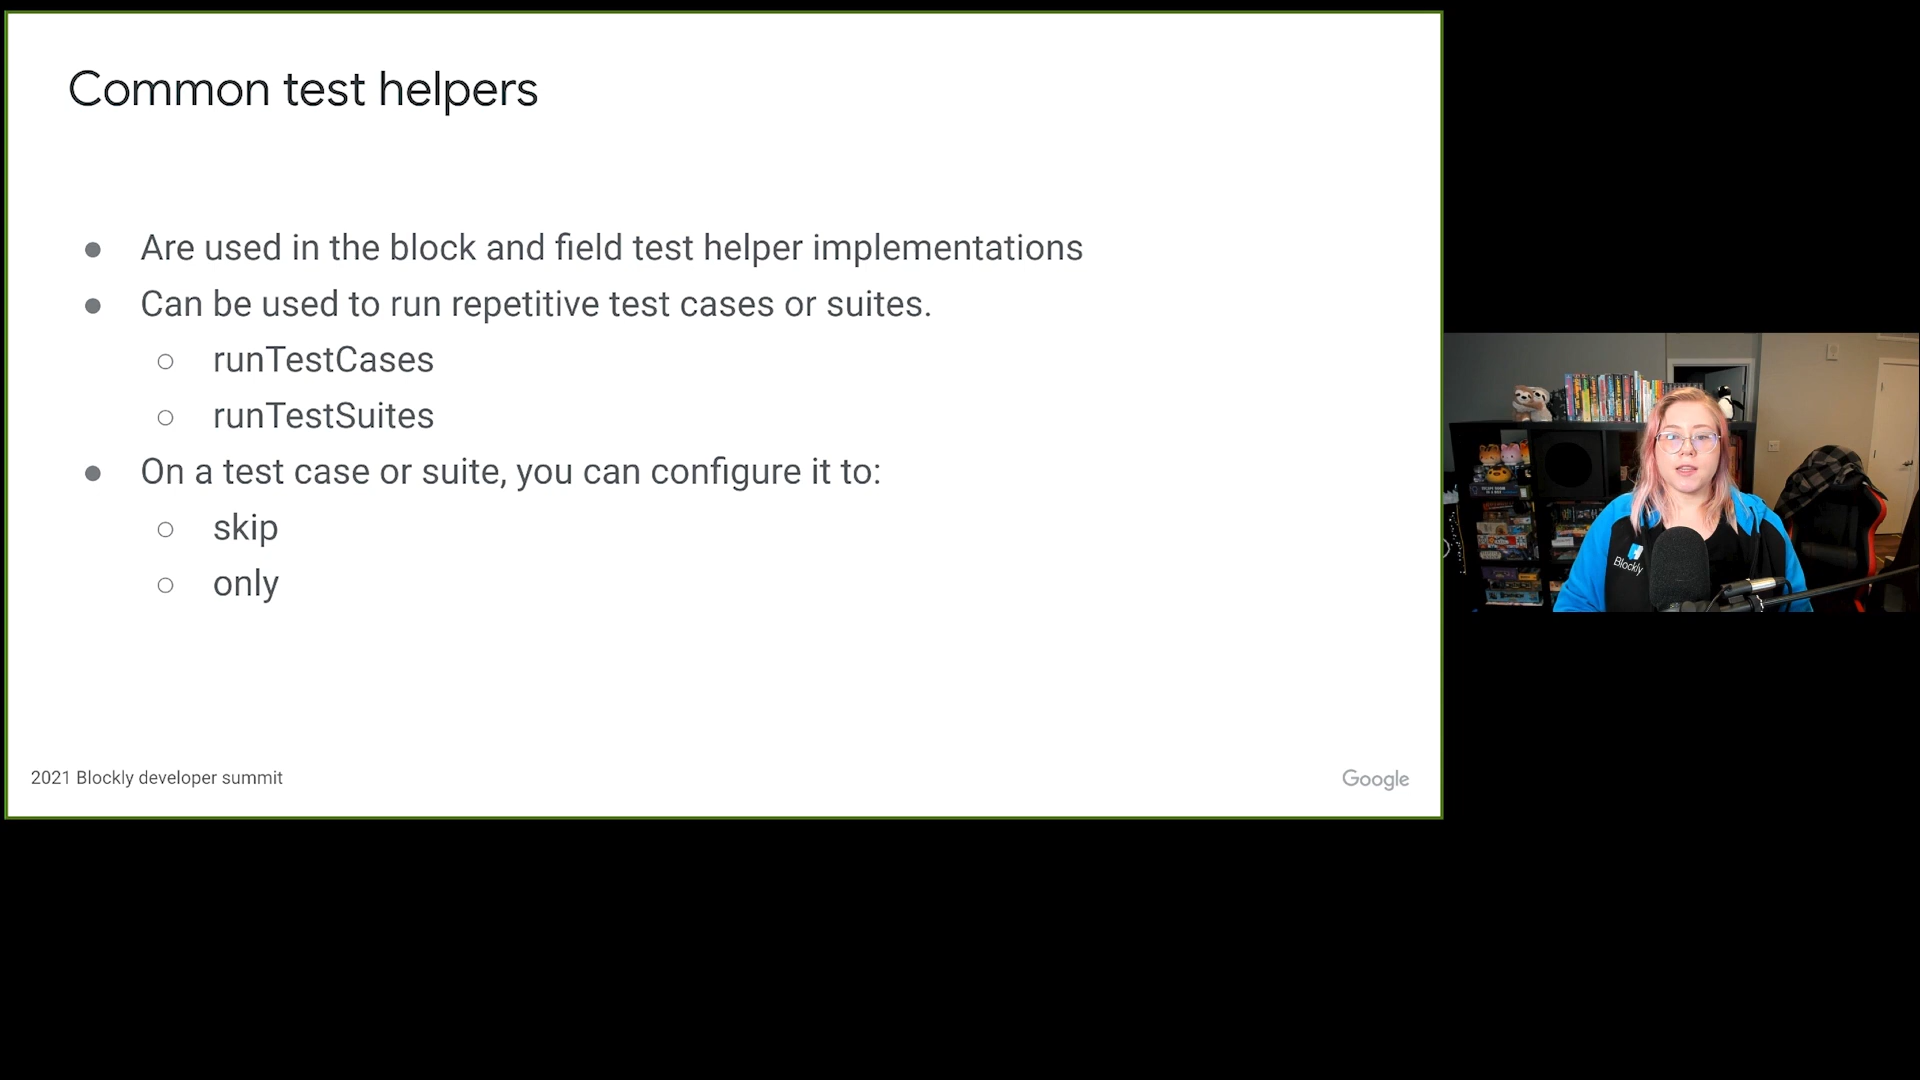 Common test helpers
Are used in the block and field test helper implementations
Can be used to run repetitive test cases or suites.
runTestCases
runTestSuites
On a test case or suite, you can configure it to:
skip
only
2021 Blockly developer summit
Google
Blockly